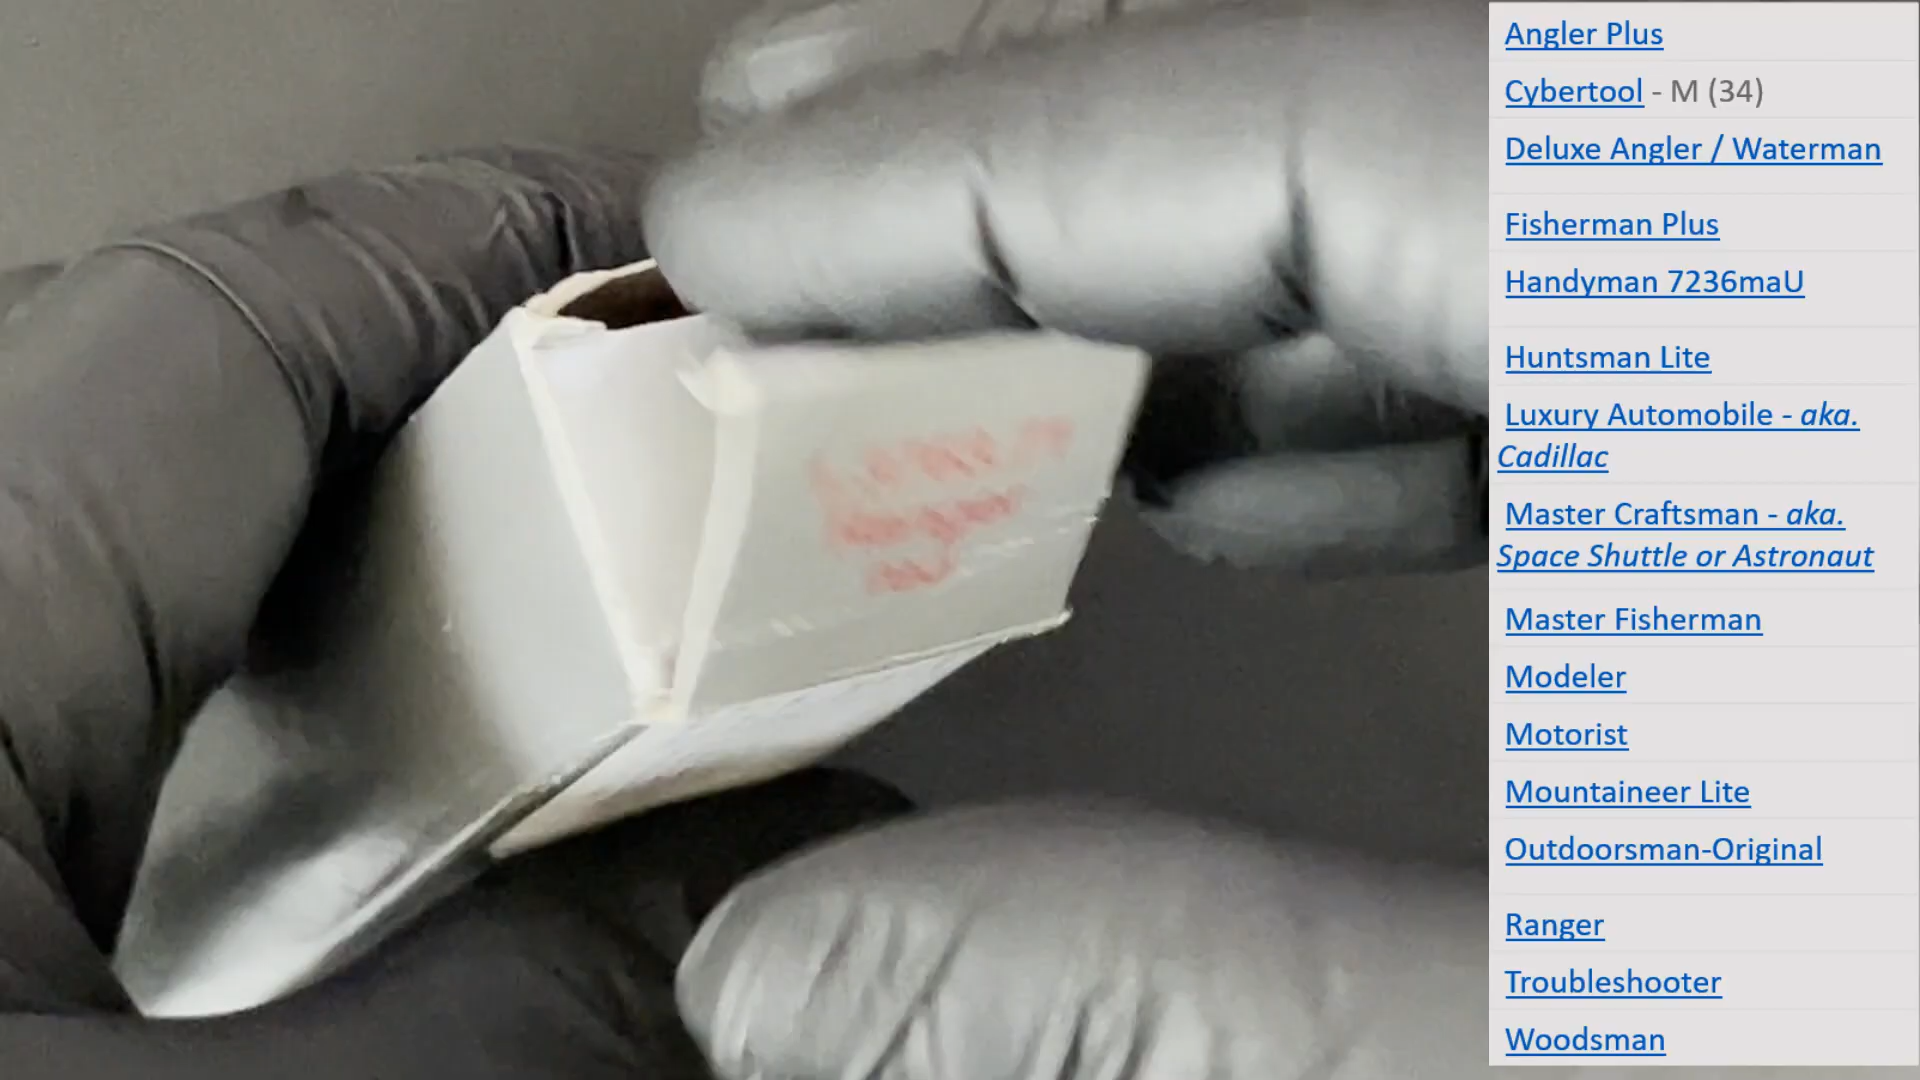 Angler Plus
Cybertool - M (34)
Deluxe Angler / Waterman
Fisherman Plus
Handyman 7236maU
Huntsman Lite
Luxury Automobile - aka.
Cadillac
Master Craftsman - aka.
Space Shuttle or Astronaut
Master Fisherman
Modeler
Motorist
Mountaineer Lite
Outdoorsman-Original
Ranger
Troubleshooter
Woodsman